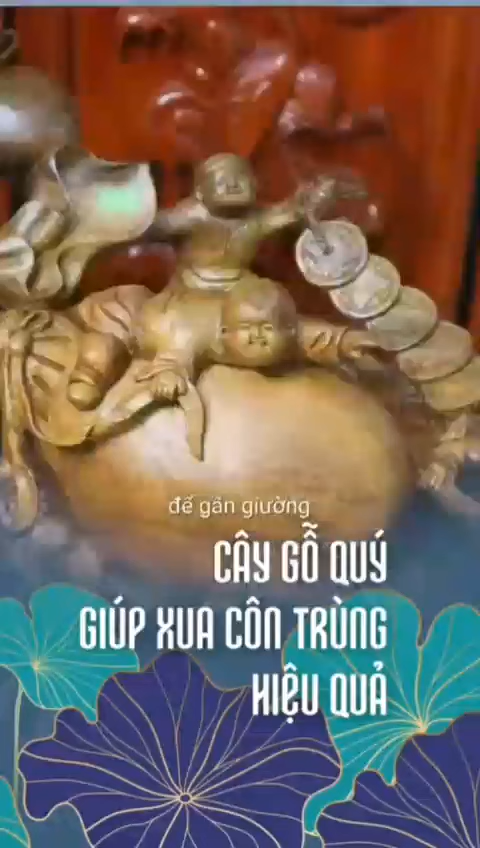 để gần giường
CÂY GỖ QUÝ
GIÚP XUA CÔN TRÙNG
HIỆU QUẢ